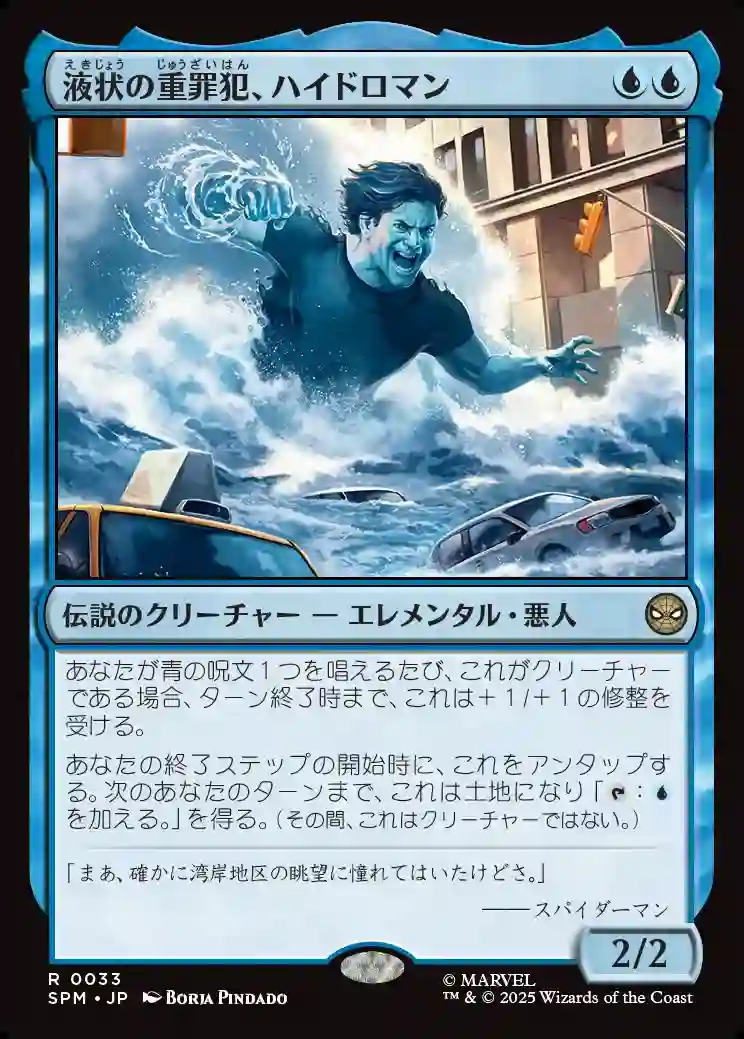 えきじょう じゅうざいはん
液状の重罪犯、ハイドロマン
伝説のクリーチャー ― エレメンタル・悪人
あなたが青の呪文1つを唱えるたび、これがクリーチャー
である場合、ターン終了時まで、これは+1/+1の修整を
受ける。
あなたの終了ステップの開始時に、これをアンタップす
る。次のあなたのターンまで、これは土地になり「:
を加える。」を得る。(その間、これはクリーチャーではない。)
「まあ、確かに湾岸地区の眺望に憧れてはいたけどさ。」
――スパイダーマン
2/2
R 0033
SPM • JP Borja Pindado
© MARVEL
™ & © 2025 Wizards of the Coast